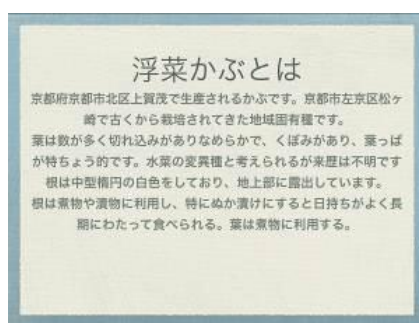 浮菜かぶとは
京都府京都市北区上賀茂で生産されるかぶです。京都市左京区松ヶ
崎で古くから栽培されてきた地域固有種です。
葉は数が多く切れ込みがありなめらかで、くぼみがあり、葉っぱ
が特ちょう的です。水菜の変異種と考えられるが来歴は不明です
根は中型楕円の白色をしており、地上部に露出しています。
根は煮物や漬物に利用し、特にぬか漬けにすると日持ちがよく長
期にわたって食べられる。葉は煮物に利用する。